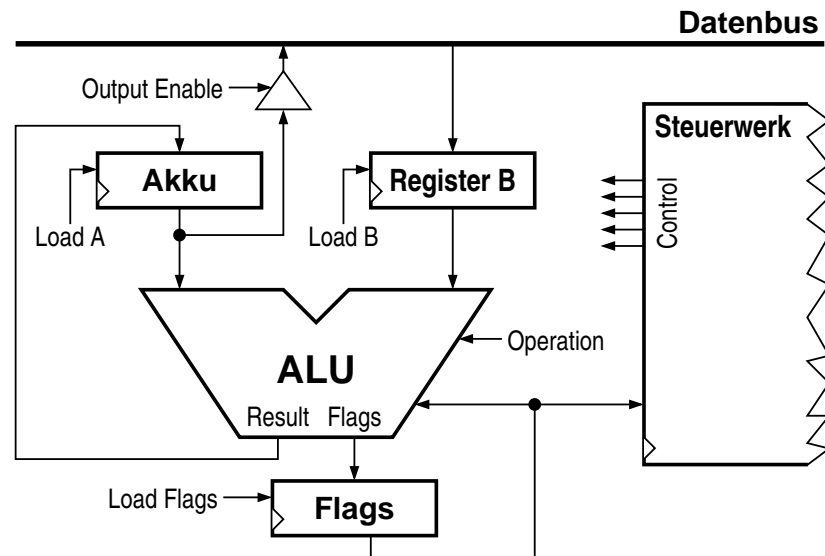 Datenbus
Output Enable
Steuerwerk
Akku
Register B
Control
Load A
Load B
Operation
ALU
Result Flags
Load Flags
Flags